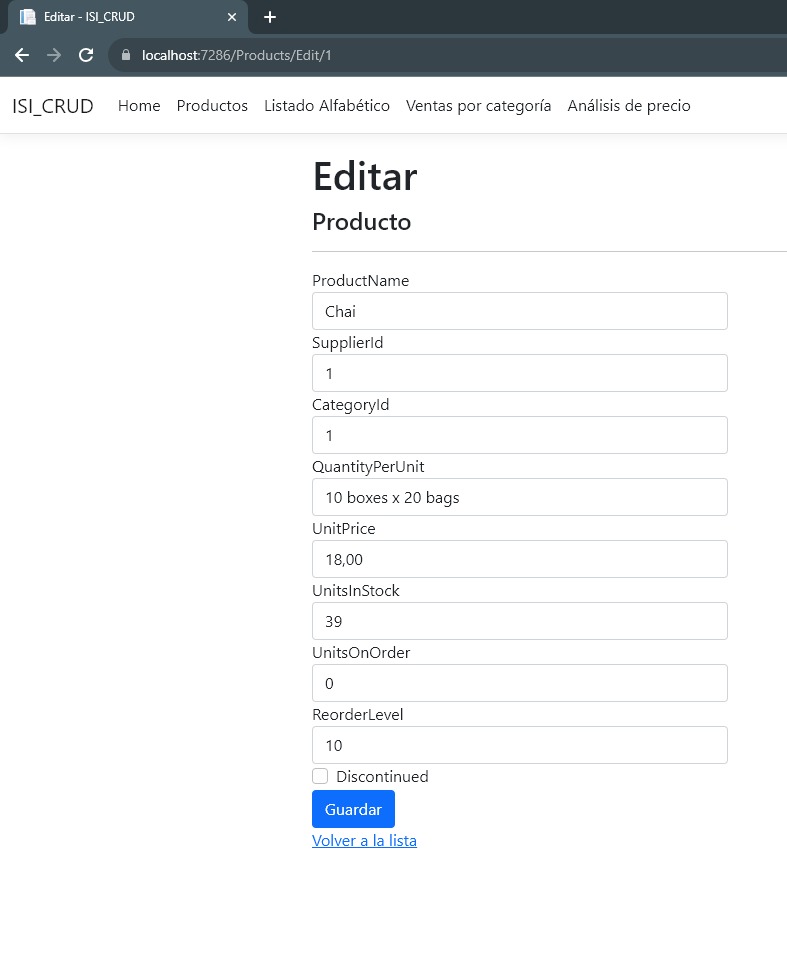 Editar - ISI_CRUD
localhost:7286/Products/Edit/1
ISI_CRUD Home Productos Listado Alfabético Ventas por categoría Análisis de precio
Editar
Producto
ProductName
Chai
SupplierId
1
CategoryId
1
QuantityPerUnit
10 boxes x 20 bags
UnitPrice
18,00
UnitsInStock
39
UnitsOnOrder
0
ReorderLevel
10
Discontinued
Guardar
Volver a la lista